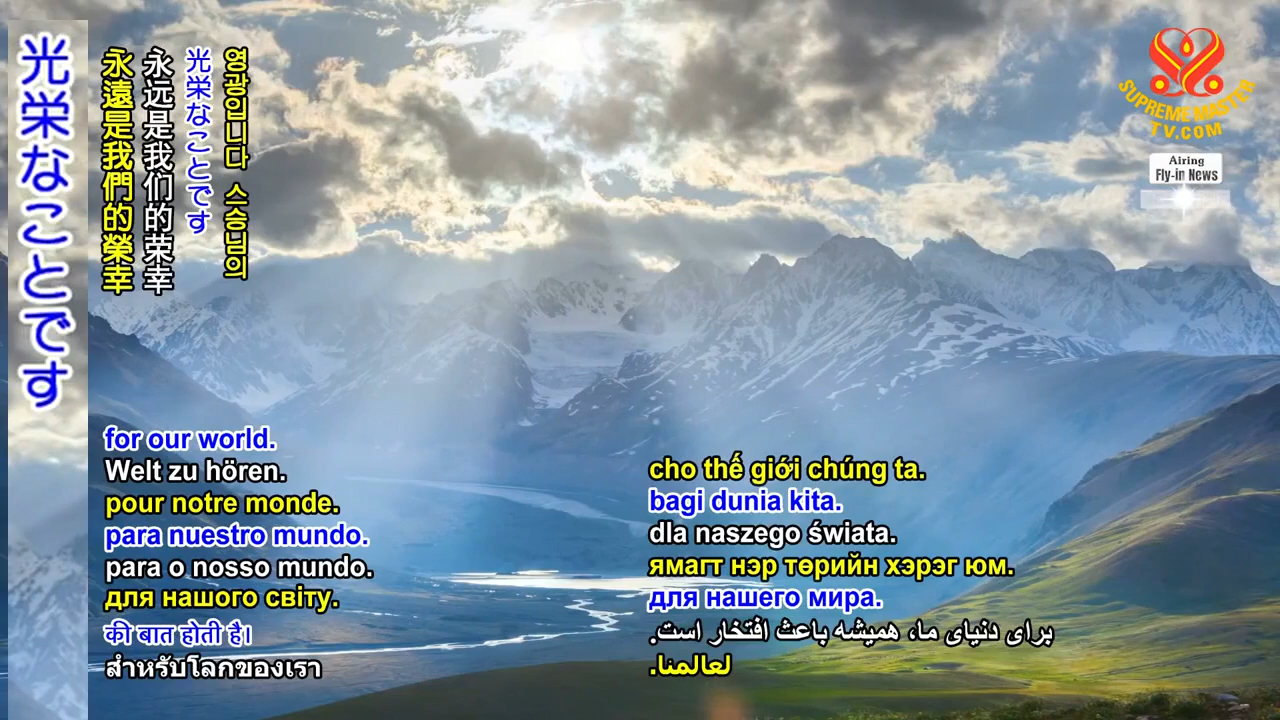 光栄なことです
永遠是我們的榮幸
永远是我们的荣幸
光栄なことです
영광입니다 스승님의
SUPREME MASTER
TV.COM
Airing
Fly-in News
for our world.
Welt zu hören.
pour notre monde.
para nuestro mundo.
para o nosso mundo.
для нашого світу.
की बात होती है।
สำหรับโลกของเรา
cho thế giới chúng ta.
bagi dunia kita.
dla naszego świata.
ямагт нэр төрийн хэрэг юм.
для нашего мира.
برای دنیای ما، همیشه باعث افتخار است.
لعالمنا.